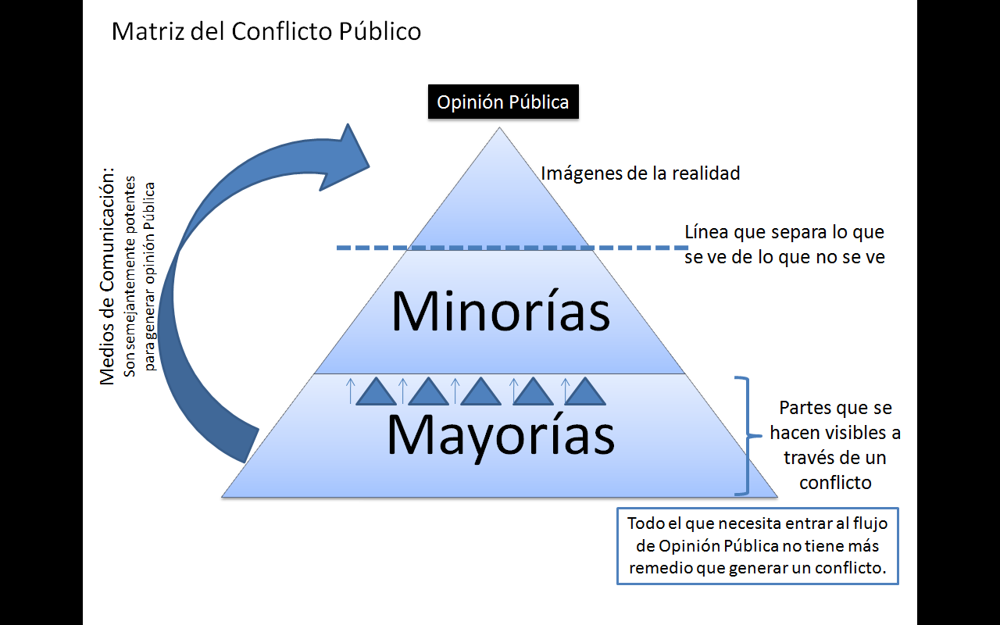 Matriz del Conflicto Público
Opinión Pública
Imágenes de la realidad
Línea que separa lo que
se ve de lo que no se ve
Medios de Comunicación:
Son semejantemente potentes
para generar opinión Pública
Minorías
Mayorías
Partes que se
hacen visibles a
través de un
conflicto
Todo el que necesita entrar al flujo
de Opinión Pública no tiene más
remedio que generar un conflicto.